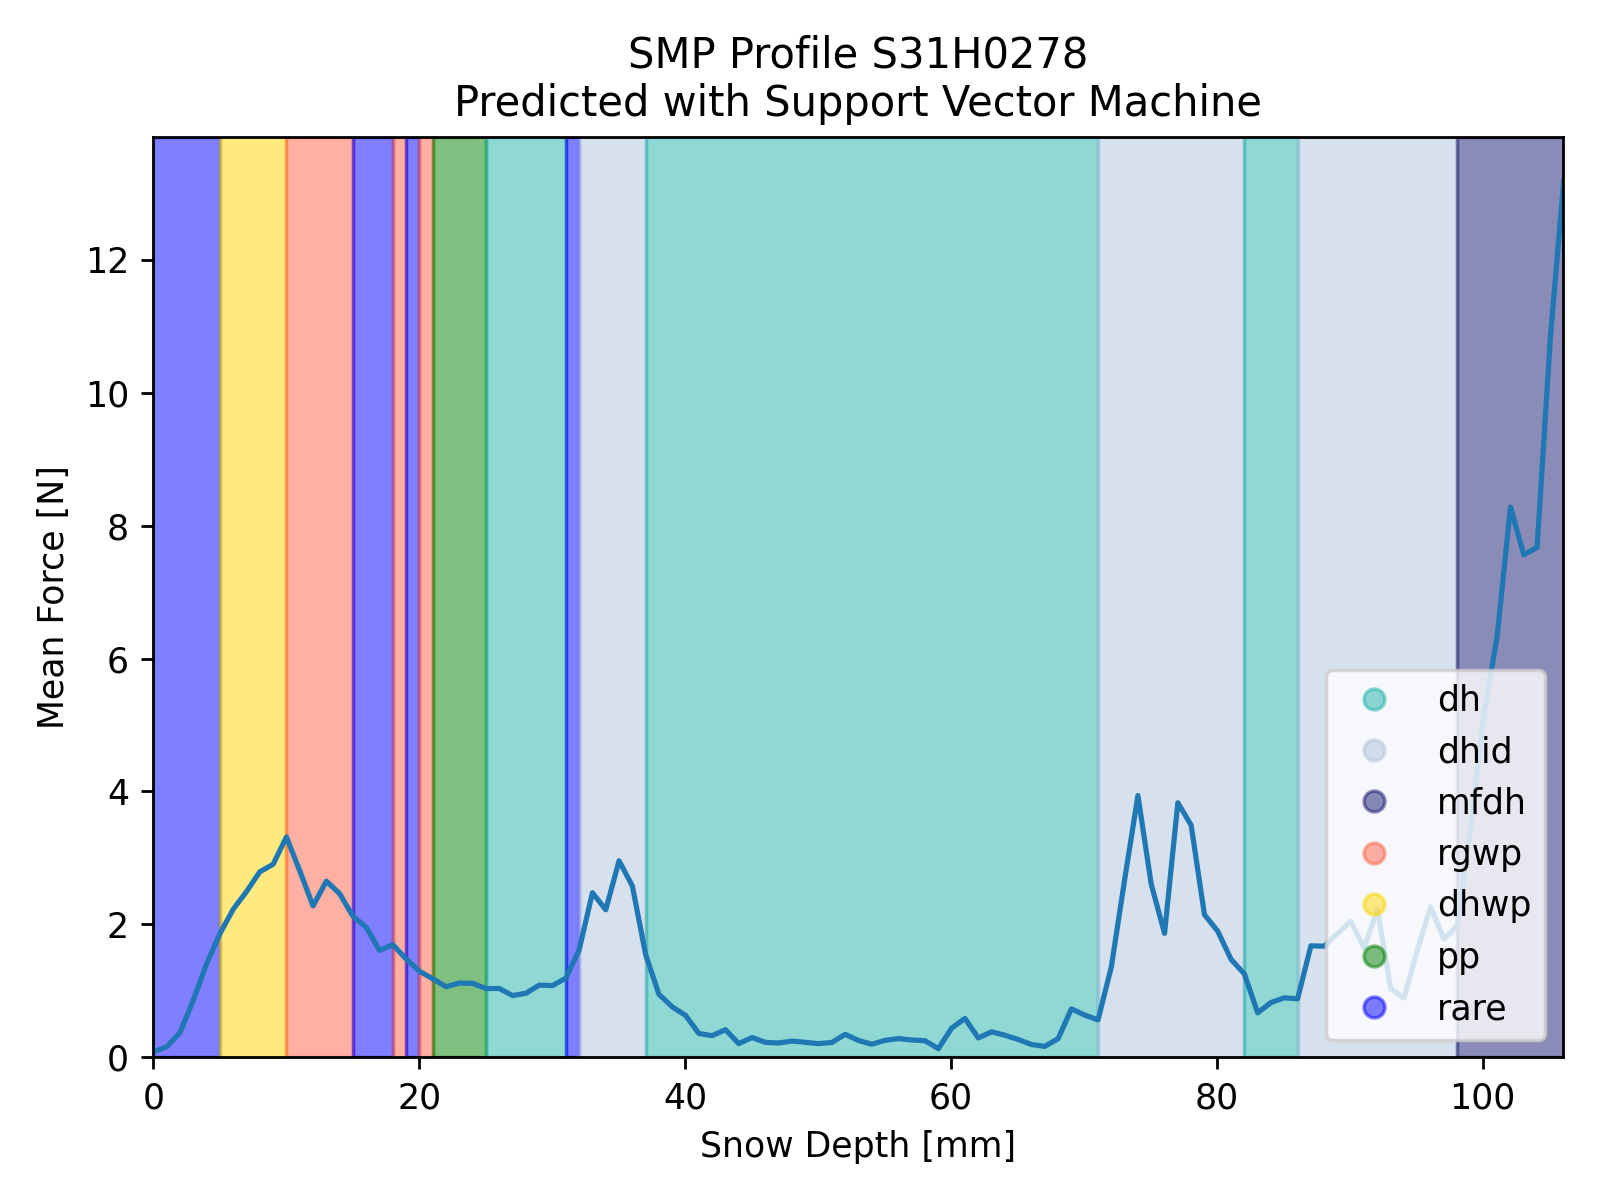 SMP Profile S31H0278
Predicted with Support Vector Machine
Mean Force [N]
12
10
8
6
4
2
0
0 20 40 60 80 100
Snow Depth [mm]
dh
dhid
mfdh
rgwp
dhwp
pp
rare